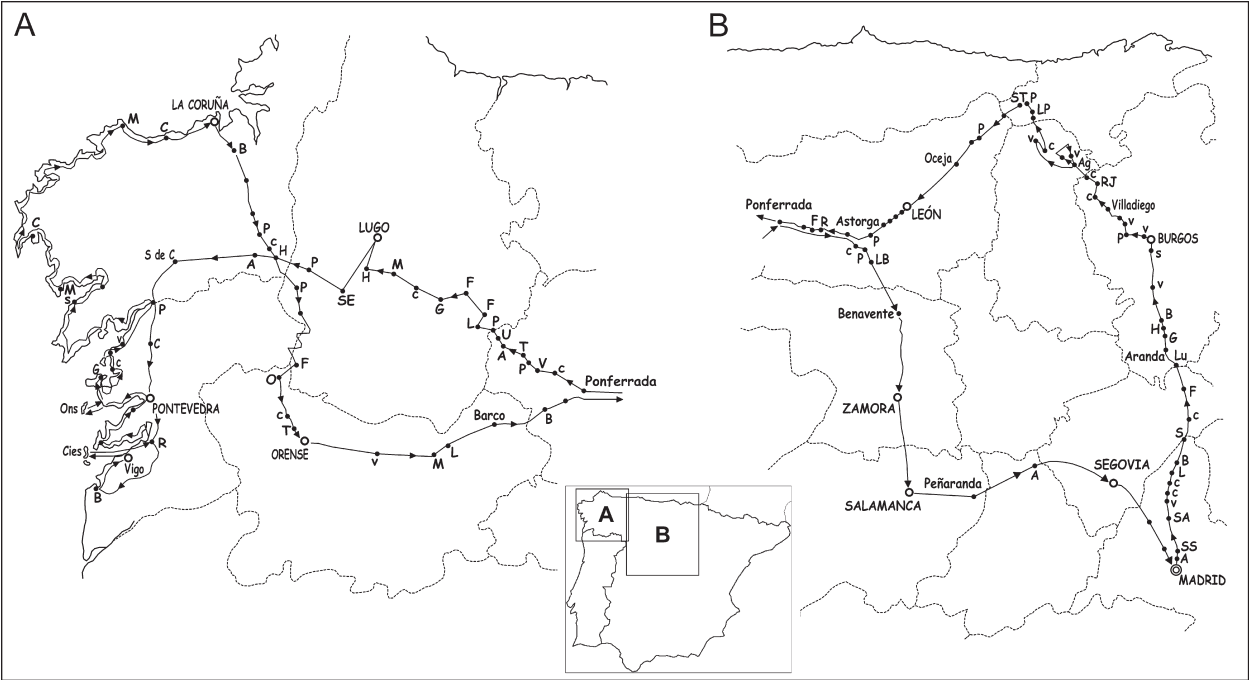 A
LA CORUÑA
M
C
B
C
P
c
H
S de C
A
P
LUGO
SE
H
M
c
G
F
F
L
P
U
A
T
P
V
c
Ponferrada
M
s
P
P
v
c
G
C
Ons
PONTEVEDRA
Cies
R
Vigo
B
F
O
c
T
ORENSE
v
M
L
Barco
B
A
B
B
ST
P
LP
P
v
c
v
v
Ag
c
RJ
c
Villadiego
v
P
v
BURGOS
s
Oceja
LEÓN
Ponferrada
F
R
Astorga
P
c
P
LB
Benavente
v
B
H
G
Aranda
Lu
F
c
S
ZAMORA
SALAMANCA
Peñaranda
A
SEGOVIA
B
L
c
c
v
SA
SS
A
MADRID